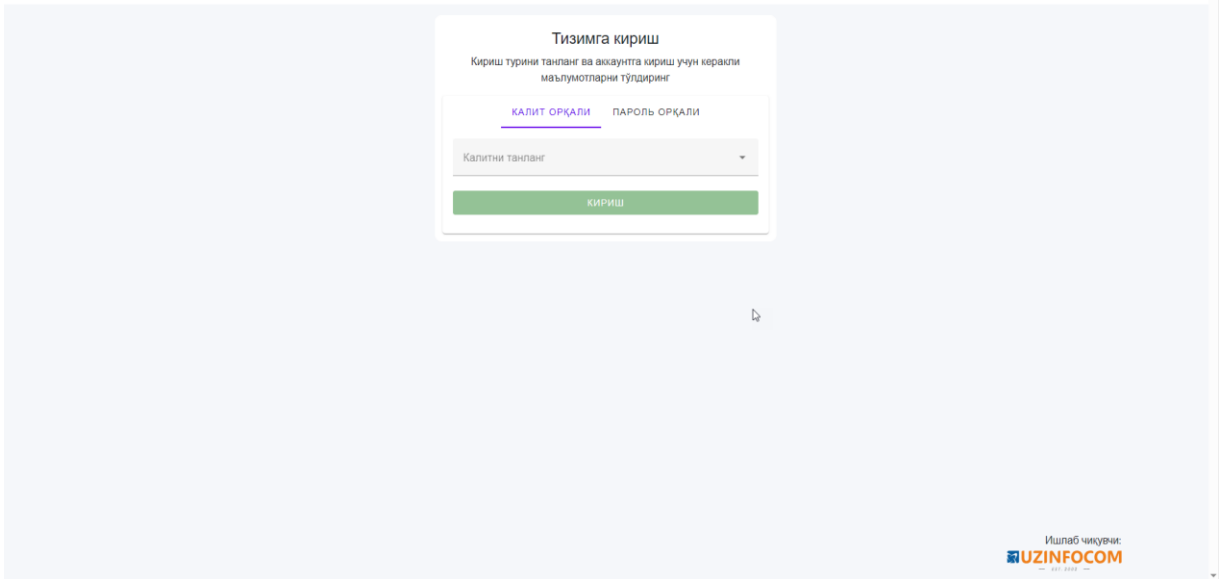 Тизимга кириш
Кириш турини танланг ва аккаунтга кириш учун керакли
маълумотларни тўлдиринг
КАЛИТ ОРҚАЛИ ПАРОЛЬ ОРҚАЛИ
Калитни танланг
КИРИШ
Ишлаб чиқувчи:
UZINFOCOM